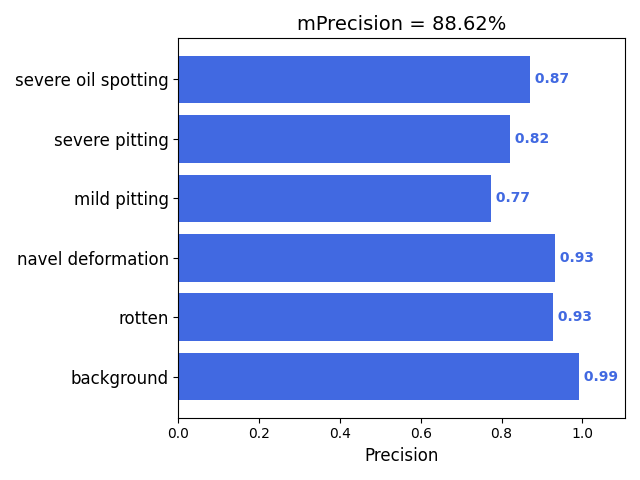 mPrecision = 88.62%
severe oil spotting 0.87
severe pitting 0.82
mild pitting 0.77
navel deformation 0.93
rotten 0.93
background 0.99
0.0 0.2 0.4 0.6 0.8 1.0
Precision